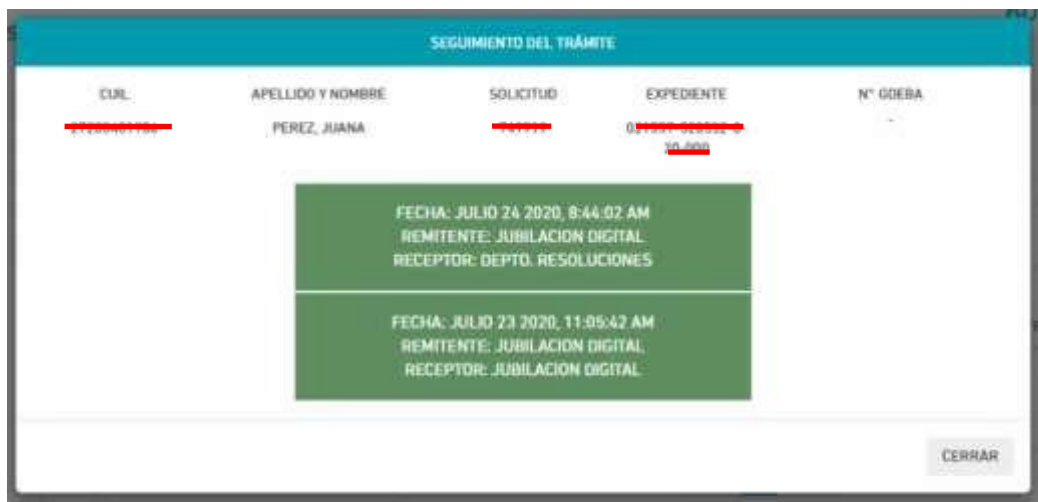 SEGUIMIENTO DEL TRÁMITE
CUIL APELLIDO Y NOMBRE SOLICITUD EXPEDIENTE N° GDEBA
PEREZ, JUANA -
FECHA: JULIO 24 2020, 8:44:02 AM
REMITENTE: JUBILACION DIGITAL
RECEPTOR: DEPTO. RESOLUCIONES
FECHA: JULIO 23 2020, 11:05:42 AM
REMITENTE: JUBILACION DIGITAL
RECEPTOR: JUBILACION DIGITAL
CERRAR